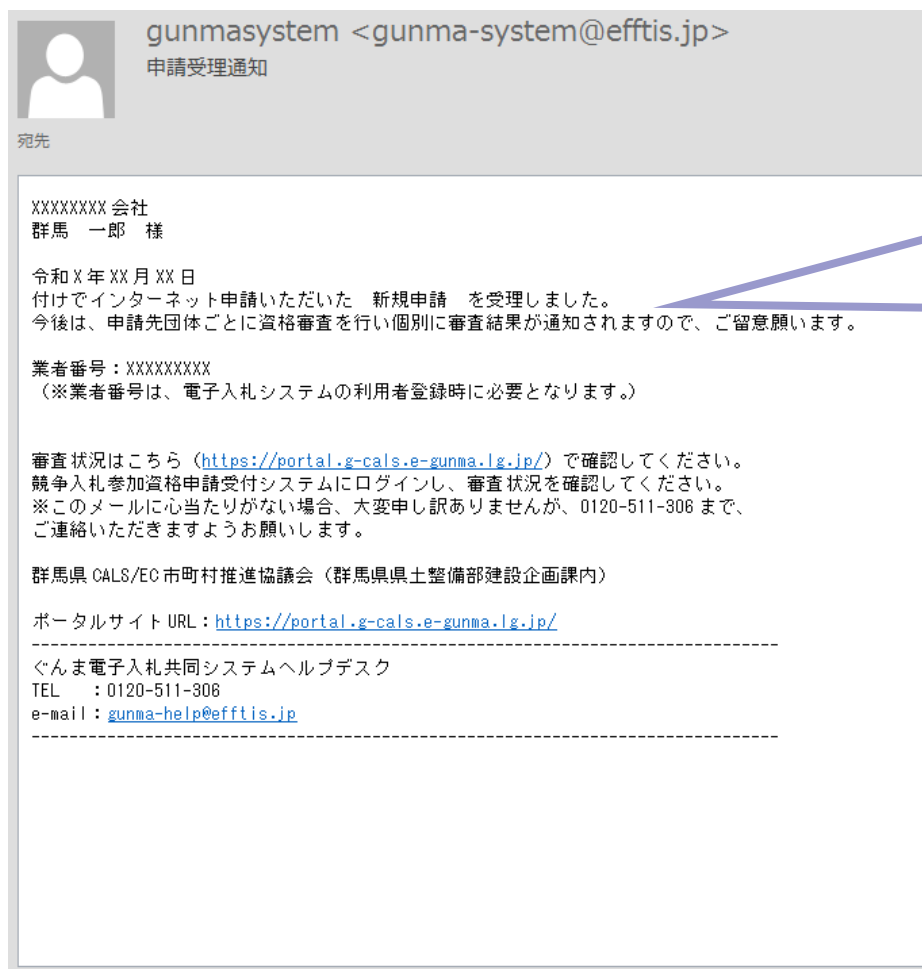 gunmasystem <gunma-system@efftis.jp>
申請受理通知
宛先
XXXXXXXX 会社
群馬　一郎　様
令和 X 年 XX 月 XX 日
付けでインターネット申請いただいた　新規申請　を受理しました。
今後は、申請先団体ごとに資格審査を行い個別に審査結果が通知されますので、ご留意願います。
業者番号：XXXXXXXXX
（※業者番号は、電子入札システムの利用者登録時に必要となります。）
審査状況はこちら（https://portal.g-cals.e-gunma.lg.jp/）で確認してください。
競争入札参加資格申請受付システムにログインし、審査状況を確認してください。
※このメールに心当たりがない場合、大変申し訳ありませんが、0120-511-306 まで、
ご連絡いただきますようお願いします。
群馬県 CALS/EC 市町村推進協議会（群馬県県土整備部建設企画課内）
ポータルサイト URL：https://portal.g-cals.e-gunma.lg.jp/
-------------------------------------------------------------------------------
ぐんま電子入札共同システムヘルプデスク
TEL　：0120-511-306
e-mail：gunma-help@efftis.jp
-------------------------------------------------------------------------------